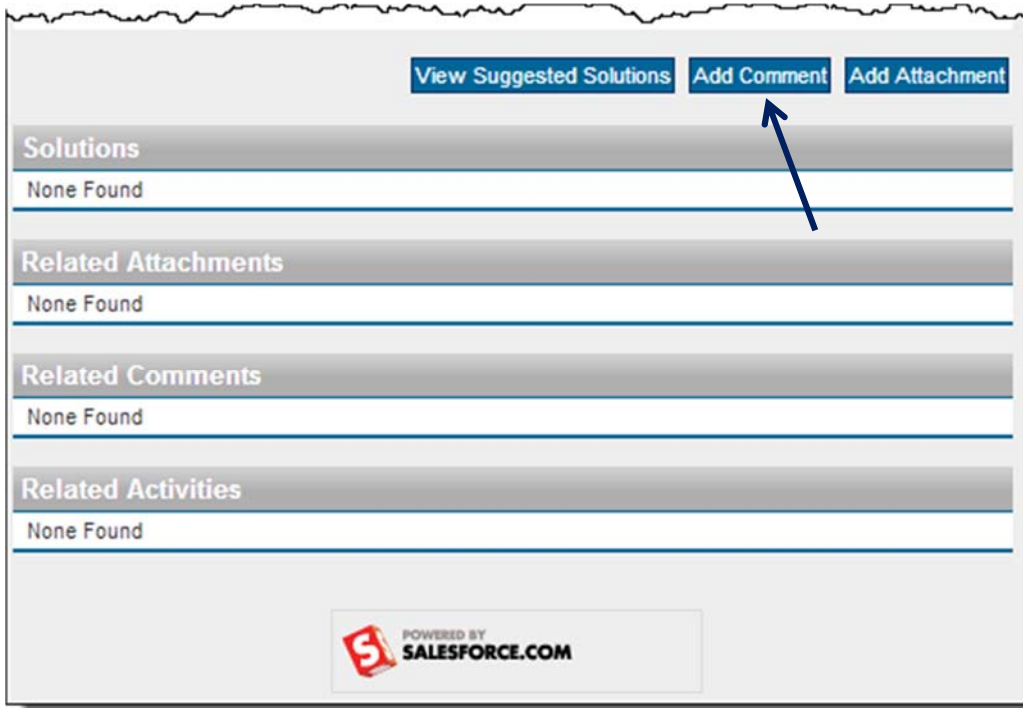 View Suggested Solutions Add Comment Add Attachment
Solutions
None Found
Related Attachments
None Found
Related Comments
None Found
Related Activities
None Found
S POWERED BY
SALESFORCE.COM